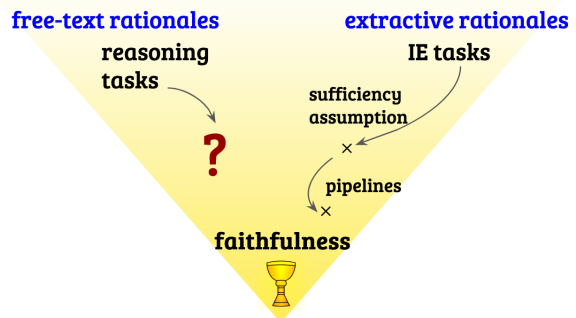 free-text rationales
extractive rationales
reasoning
tasks
IE tasks
sufficiency
assumption
?
pipelines
faithfulness